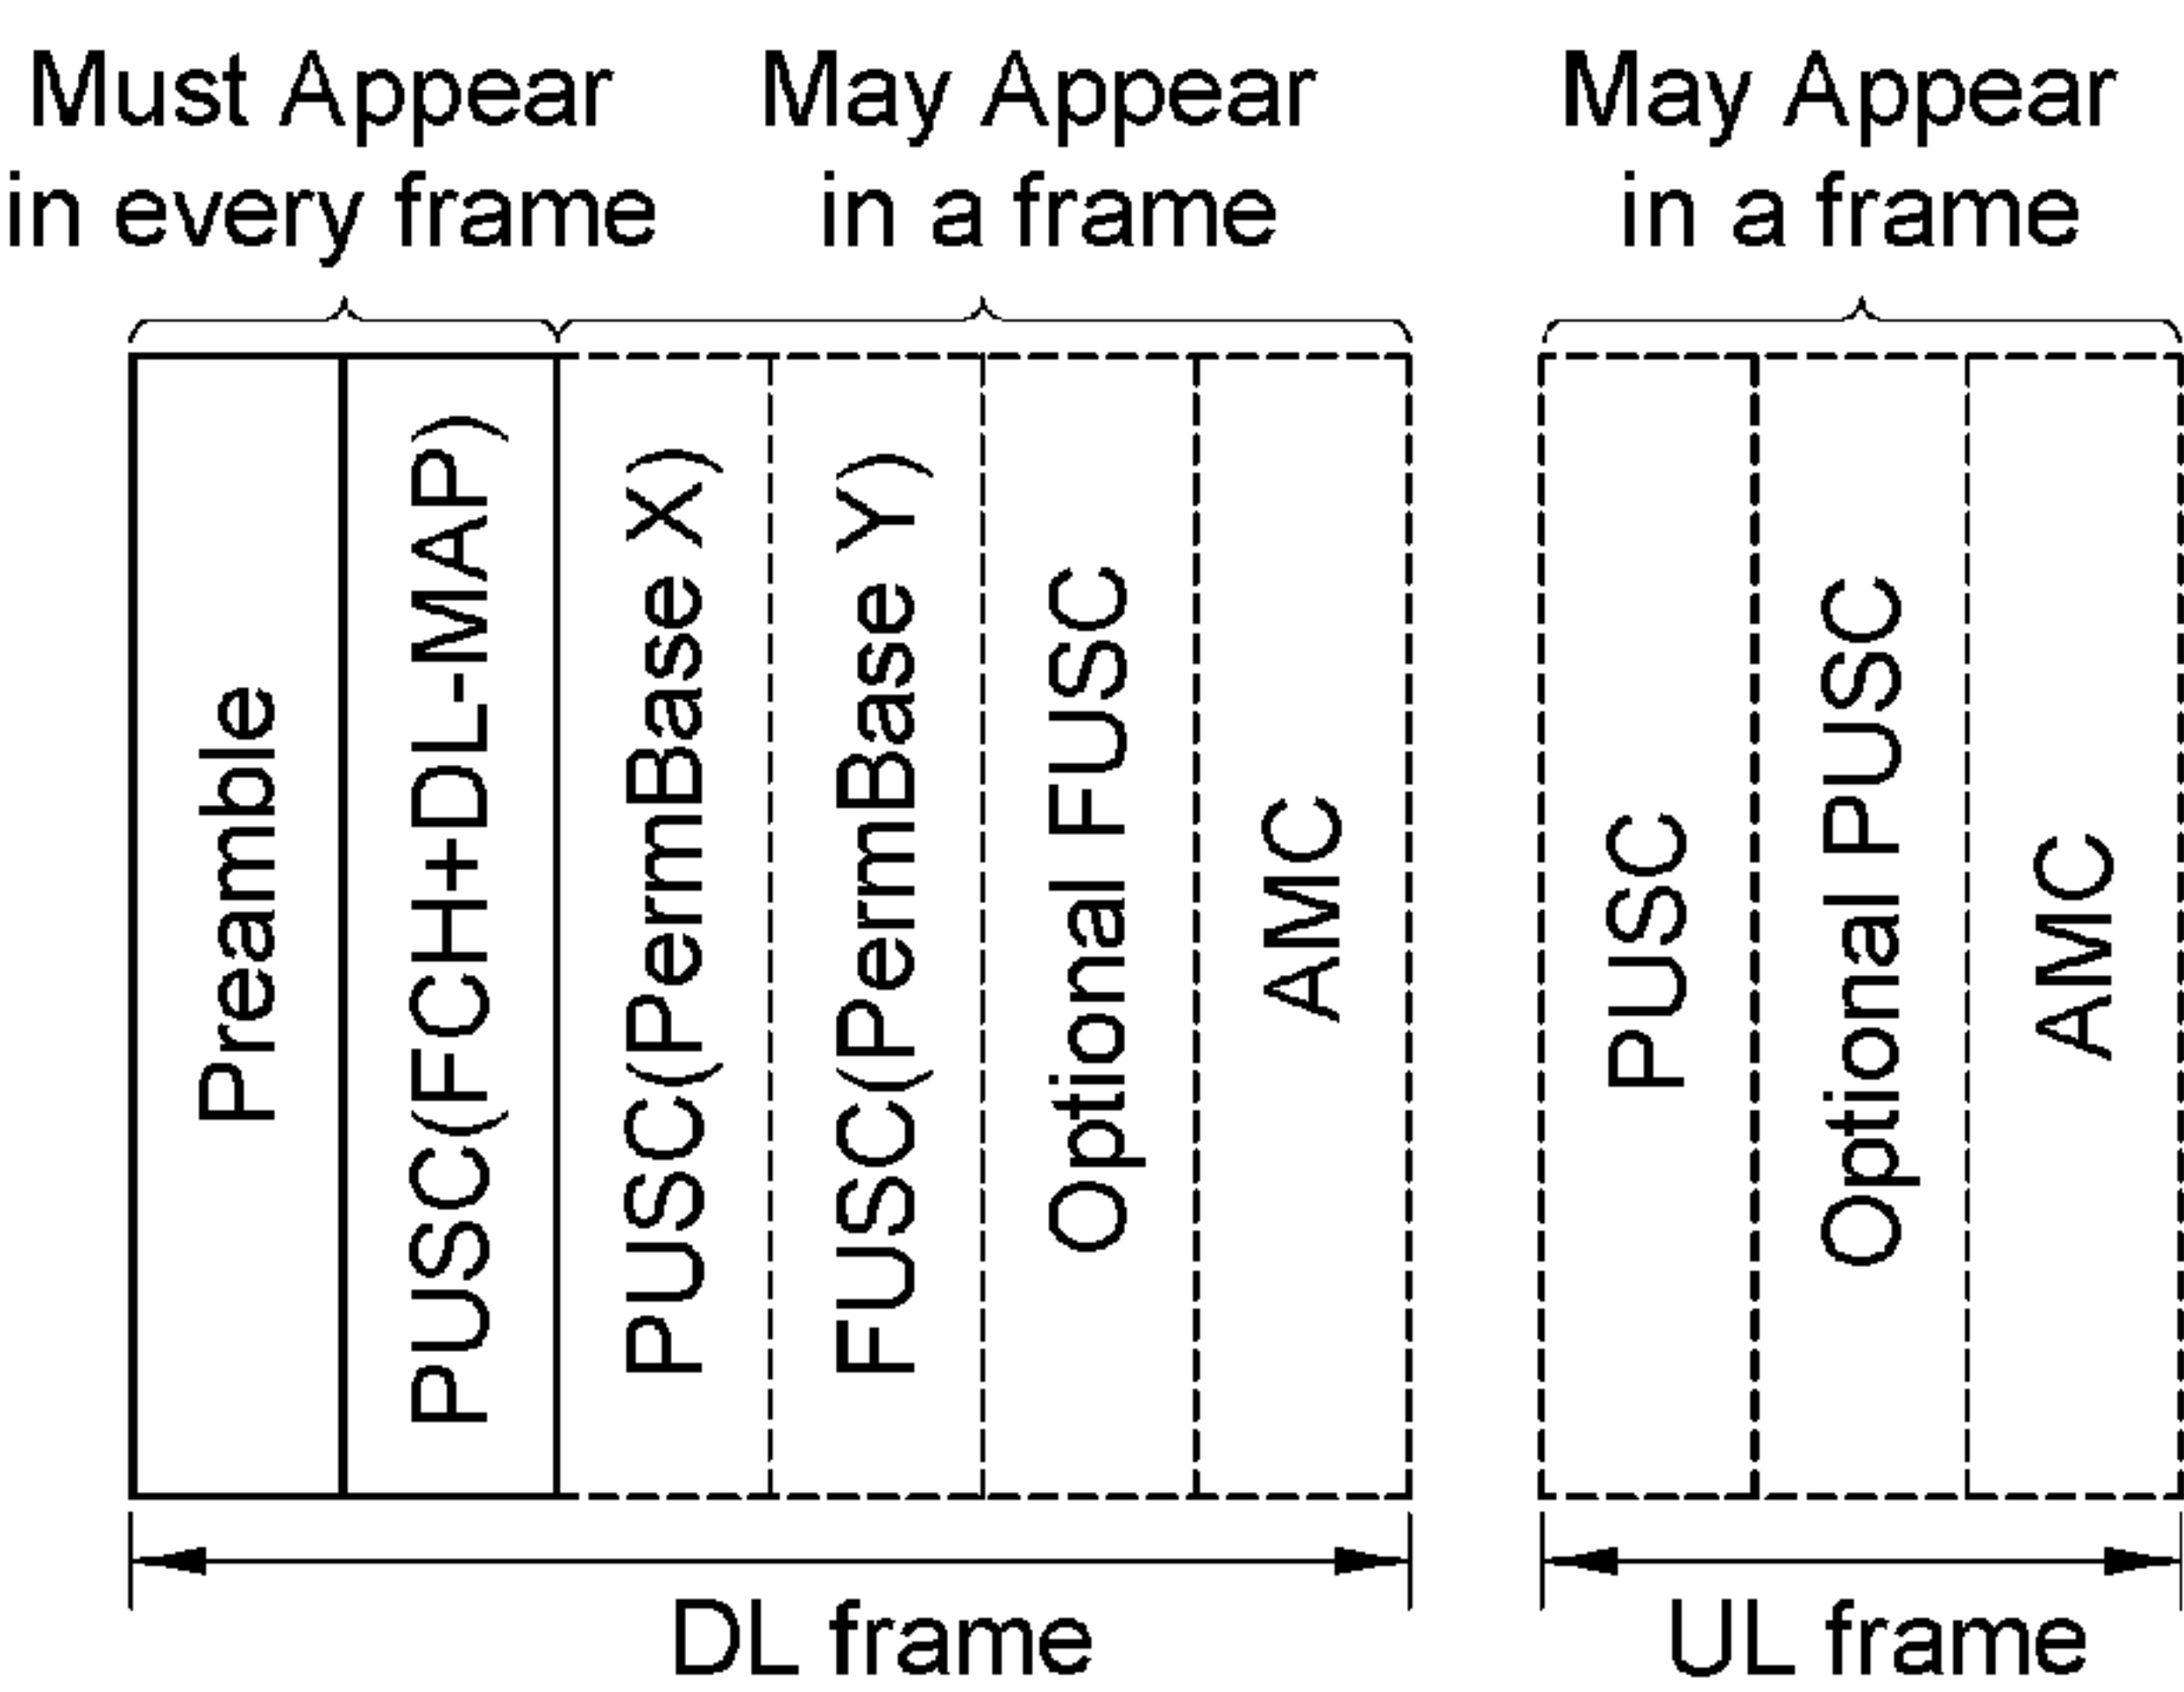 Must Appear
in every frame
May Appear
in a frame
May Appear
in a frame
Preamble
PUSC(FCH+DL-MAP)
PUSC(PermBase X)
FUSC(PermBase Y)
Optional FUSC
AMC
PUSC
Optional PUSC
AMC
DL frame
UL frame